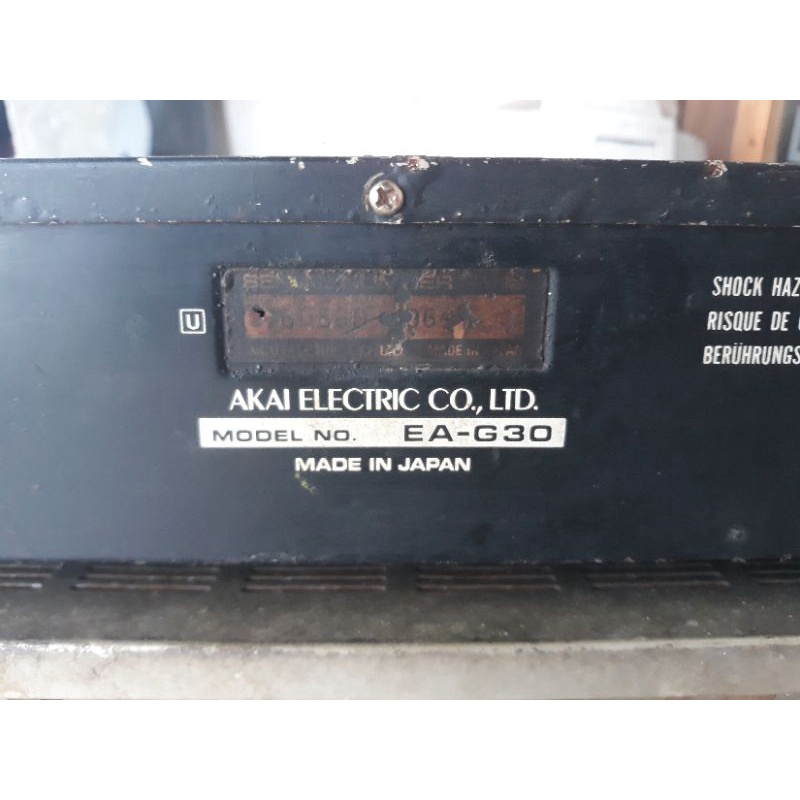 U
SHOCK HAZ
RISQUE DE
BERÜHRUNGS
AKAI ELECTRIC CO., LTD.
MODEL NO. EA-G30
MADE IN JAPAN